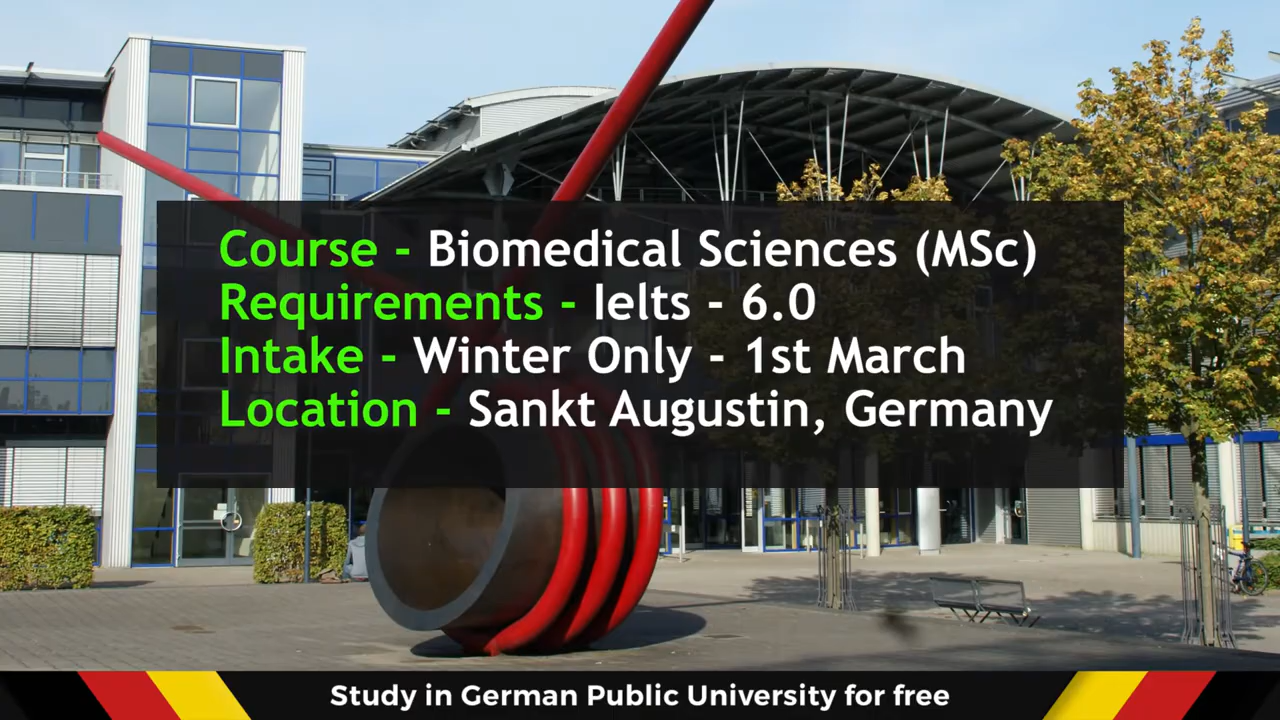 Course - Biomedical Sciences (MSc)
Requirements - Ielts - 6.0
Intake - Winter Only - 1st March
Location - Sankt Augustin, Germany
Study in German Public University for free